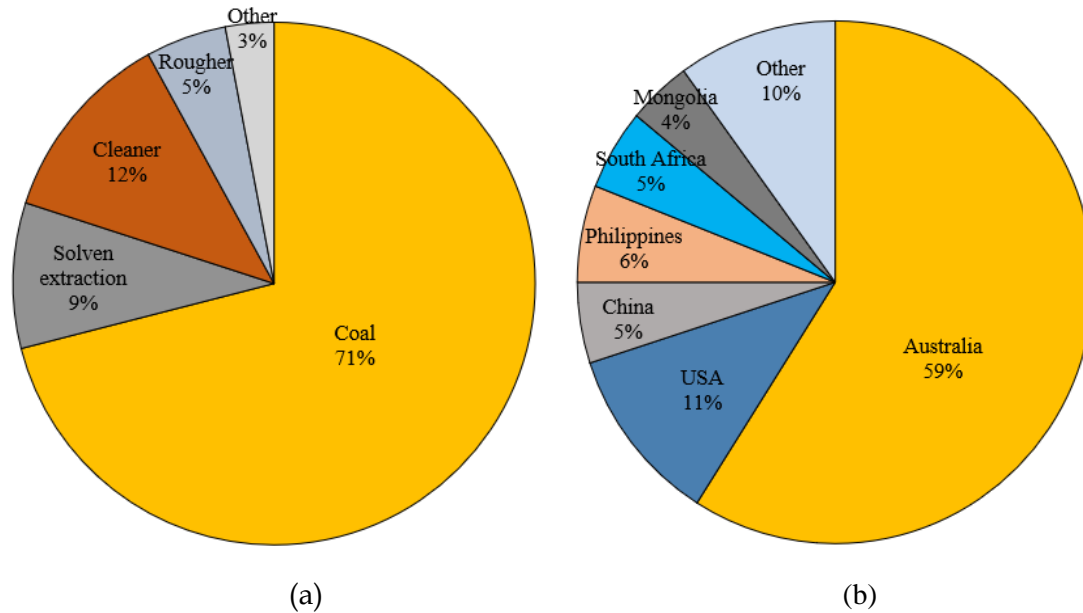 Other
3%
Rougher
5%
Cleaner
12%
Solven
extraction
9%
Coal
71%
(a)
Other
10%
Mongolia
4%
South Africa
5%
Philippines
6%
China
5%
USA
11%
Australia
59%
(b)